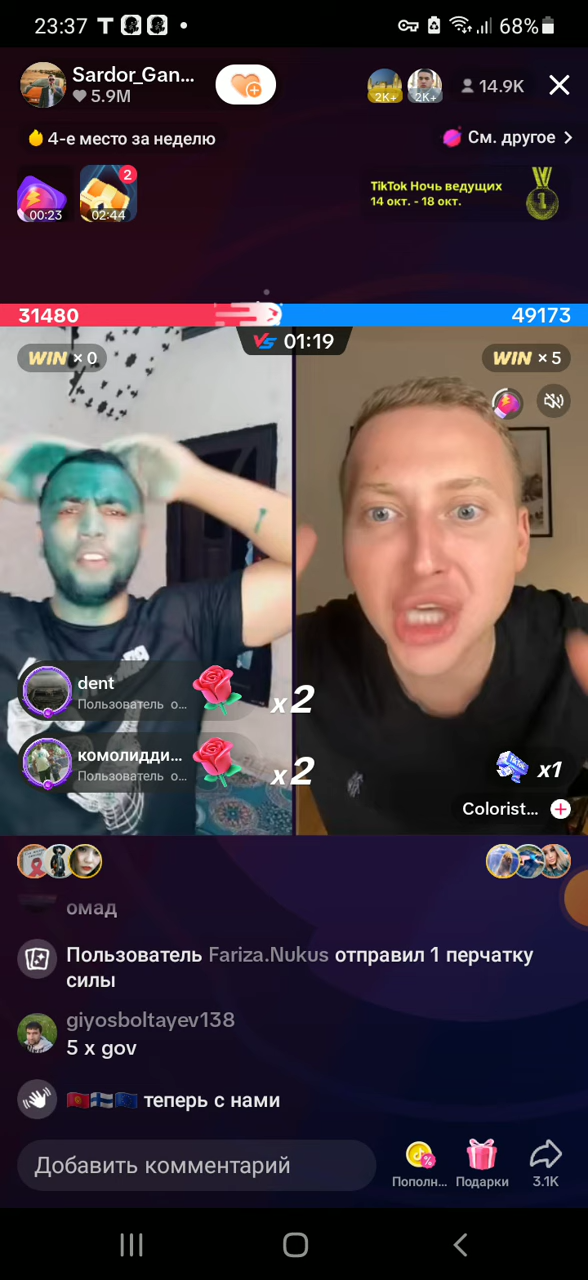 23:37
68%
Sardor_Gan...
5.9M
2K+
2K+
14.9K
4-е место за неделю
См. другое
2
00:23
02:44
TikTok Ночь ведущих
14 окт. - 18 окт.
1
31480
49173
VS 01:19
WIN × 0
WIN × 5
dent
Пользователь о...
x2
комолидди...
Пользователь о...
x2
TikTok
x1
Colorist...
омад
Пользователь Fariza.Nukus отправил 1 перчатку
силы
giyosboltayev138
5 x gov
теперь с нами
Добавить комментарий
Пополн...
Подарки
3.1K